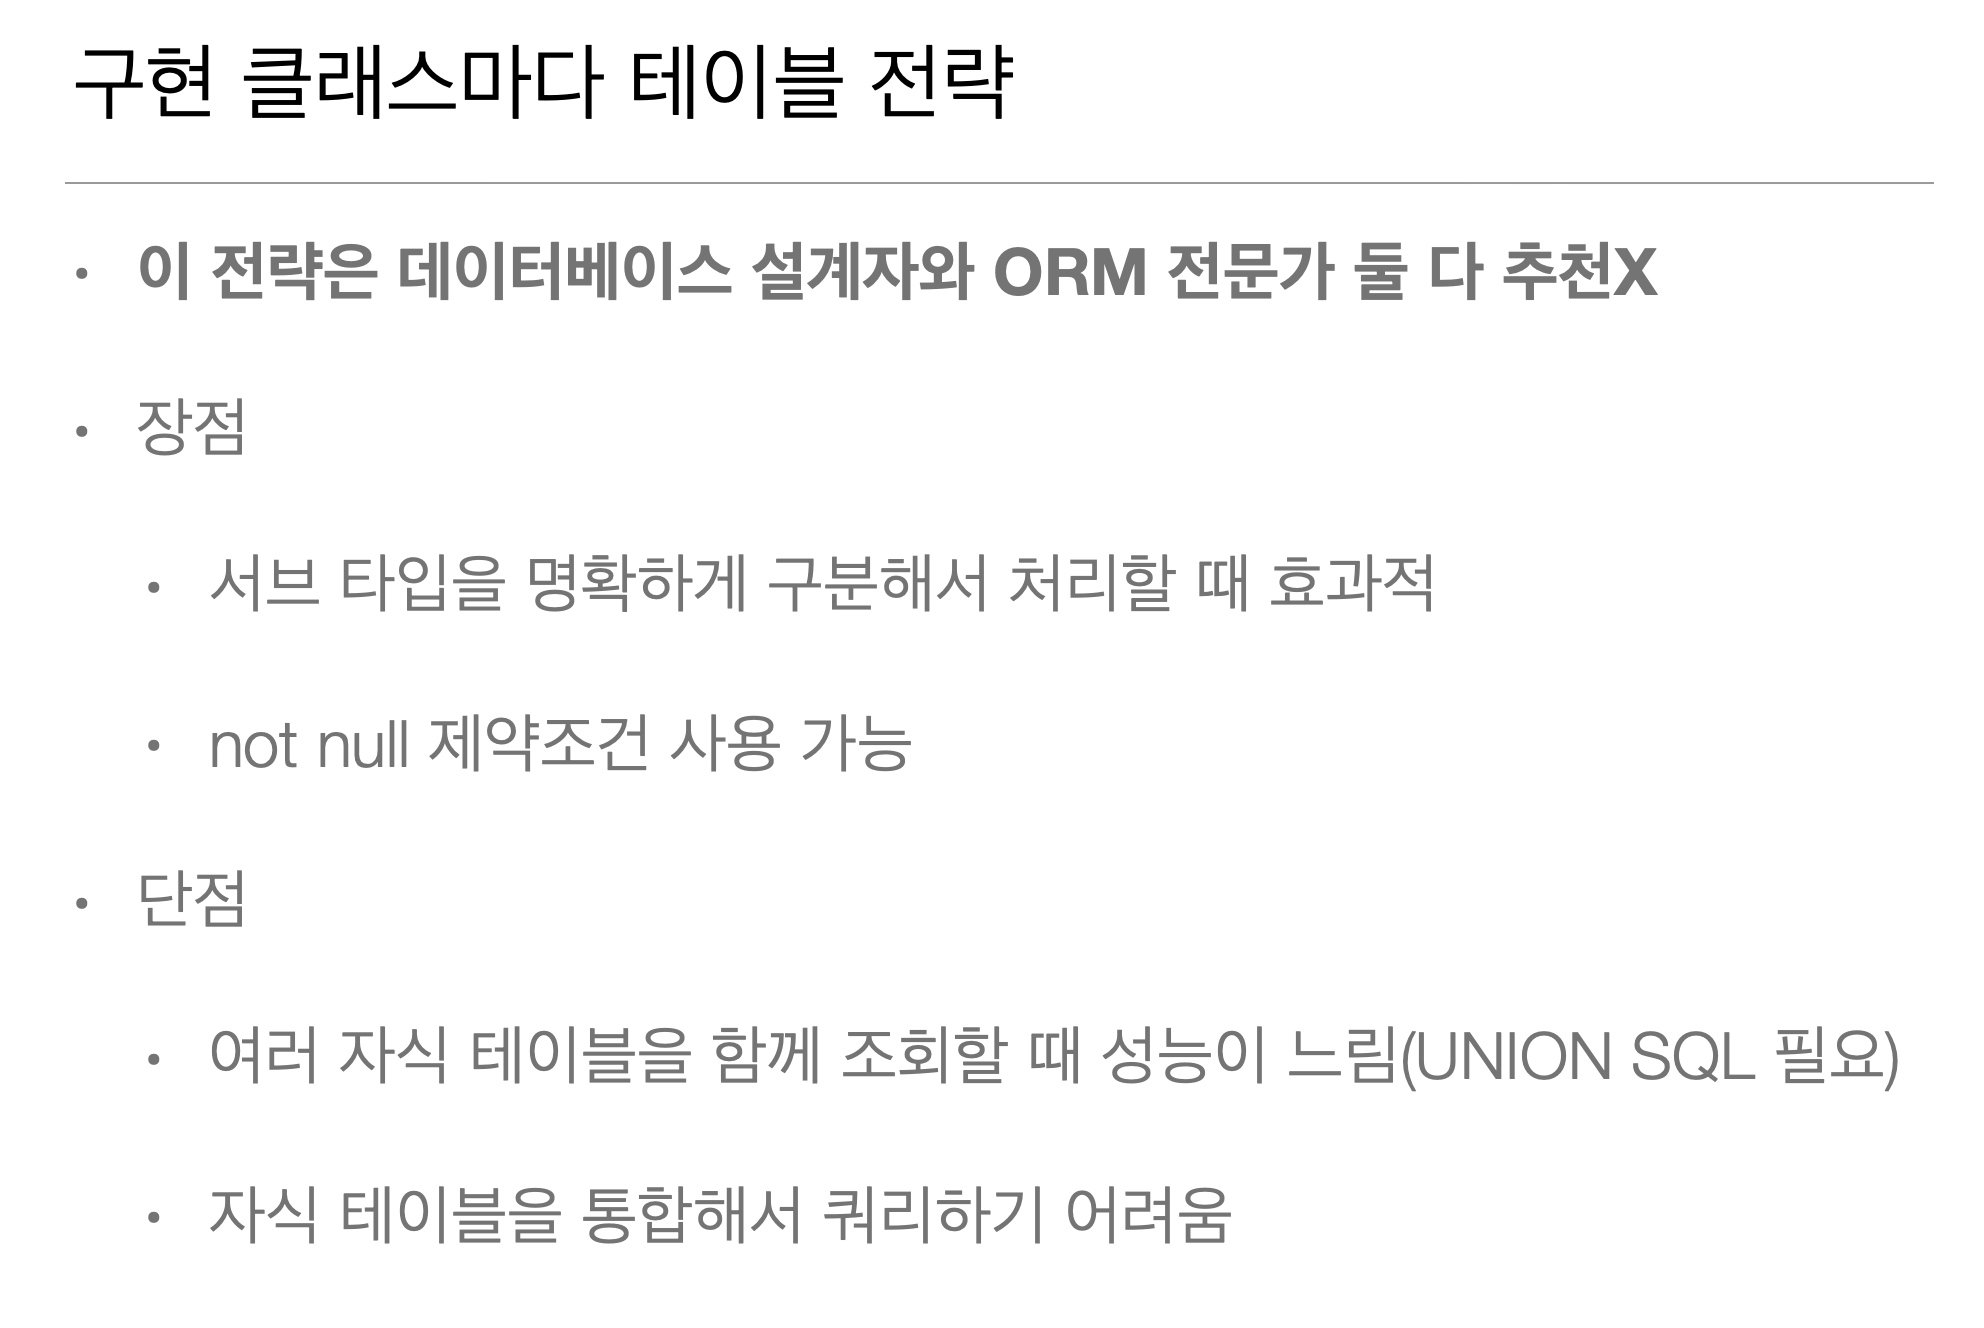 구현 클래스마다 테이블 전략
• 이 전략은 데이터베이스 설계자와 ORM 전문가 둘 다 추천X
• 장점
• 서브 타입을 명확하게 구분해서 처리할 때 효과적
• not null 제약조건 사용 가능
• 단점
• 여러 자식 테이블을 함께 조회할 때 성능이 느림(UNION SQL 필요)
• 자식 테이블을 통합해서 쿼리하기 어려움